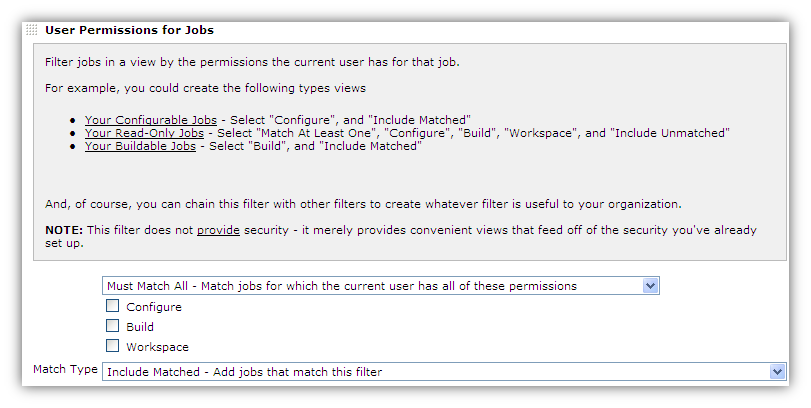 User Permissions for Jobs
Filter jobs in a view by the permissions the current user has for that job.
For example, you could create the following types views
• Your Configurable Jobs - Select "Configure", and "Include Matched"
• Your Read-Only Jobs - Select "Match At Least One", "Configure", "Build", "Workspace", and "Include Unmatched"
• Your Buildable Jobs - Select "Build", and "Include Matched"
And, of course, you can chain this filter with other filters to create whatever filter is useful to your organization.
NOTE: This filter does not provide security - it merely provides convenient views that feed off of the security you've already
set up.
Must Match All - Match jobs for which the current user has all of these permissions
Configure
Build
Workspace
Match Type Include Matched - Add jobs that match this filter